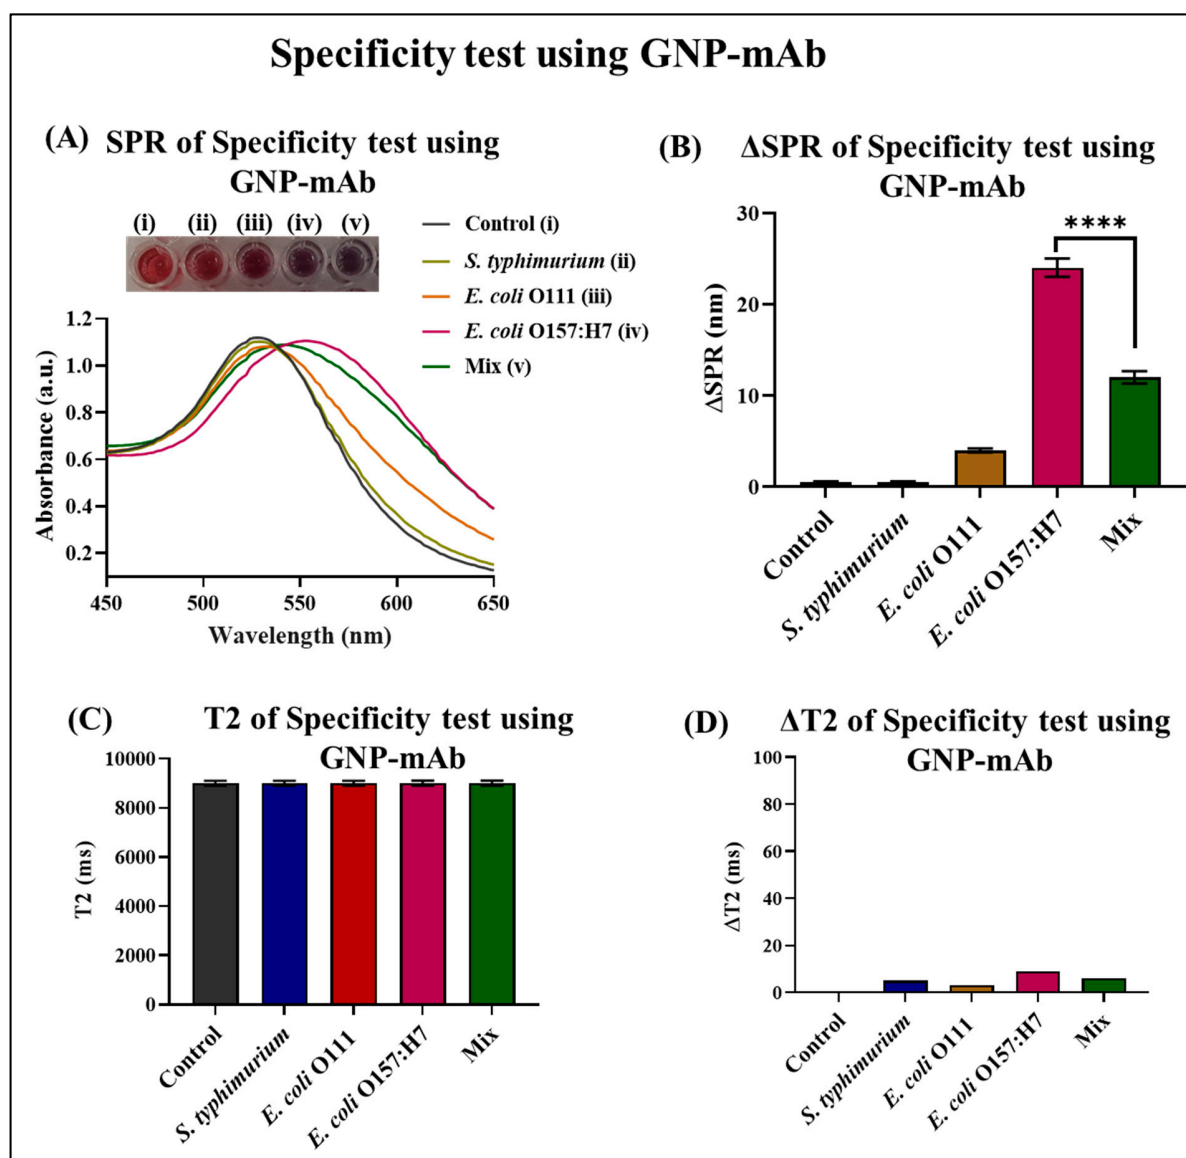 Specificity test using GNP-mAb
(A)
SPR of Specificity test using
GNP-mAb
(i) (ii) (iii) (iv) (v)
Control (i)
S. typhimurium (ii)
E. coli O111 (iii)
E. coli O157:H7 (iv)
Mix (v)
Absorbance (a.u.)
1.2
1.0
0.8
0.6
0.4
0.2
450 500 550 600 650
Wavelength (nm)
(B)
ΔSPR of Specificity test using
GNP-mAb
ΔSPR (nm)
30
20
10
0
****
Control
S. typhimurium
E. coli O111
E. coli O157:H7
Mix
(C)
T2 of Specificity test using
GNP-mAb
T2 (ms)
10000
8000
6000
4000
2000
0
Control
S. typhimurium
E. coli O111
E. coli O157:H7
Mix
(D)
ΔT2 of Specificity test using
GNP-mAb
ΔT2 (ms)
100
80
60
40
20
0
Control
S. typhimurium
E. coli O111
E. coli O157:H7
Mix